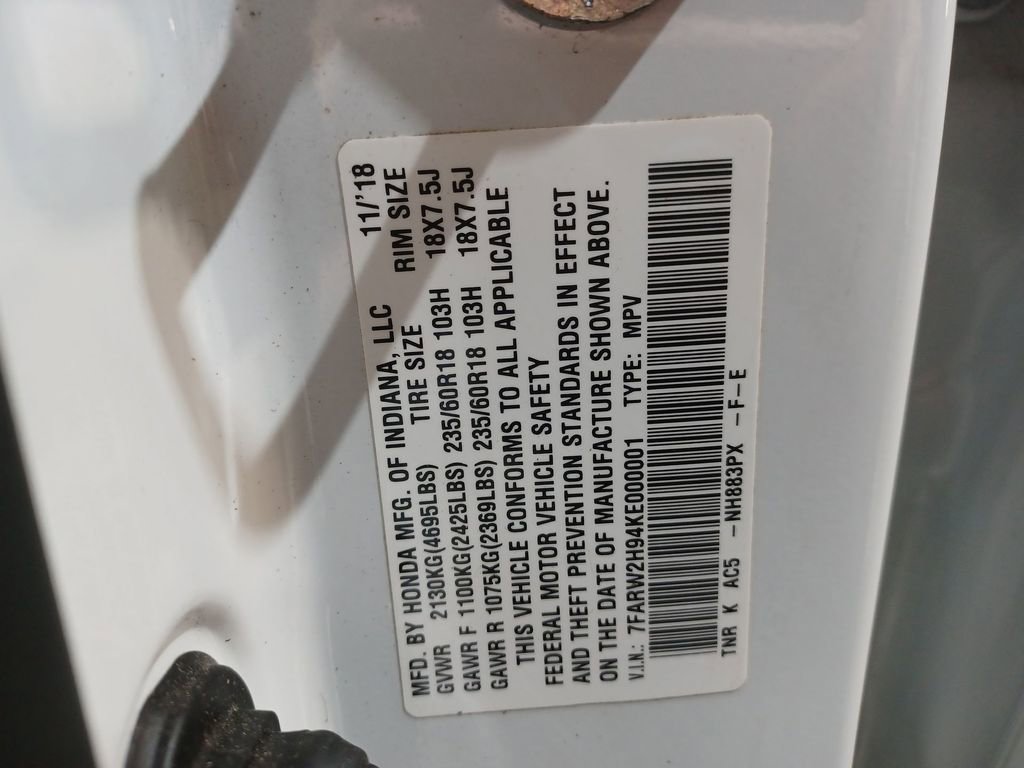 MFD. BY HONDA MFG. OF INDIANA, LLC 11/'18
GVWR 2130KG(4695LBS) TIRE SIZE RIM SIZE
GAWR F 1100KG(2425LBS) 235/60R18 103H 18X7.5J
GAWR R 1075KG(2369LBS) 235/60R18 103H 18X7.5J
THIS VEHICLE CONFORMS TO ALL APPLICABLE
FEDERAL MOTOR VEHICLE SAFETY
AND THEFT PREVENTION STANDARDS IN EFFECT
ON THE DATE OF MANUFACTURE SHOWN ABOVE.
V.I.N.: 7FARW2H94KE000001 TYPE: MPV
TNR K AC5 -NH883PX -F-E